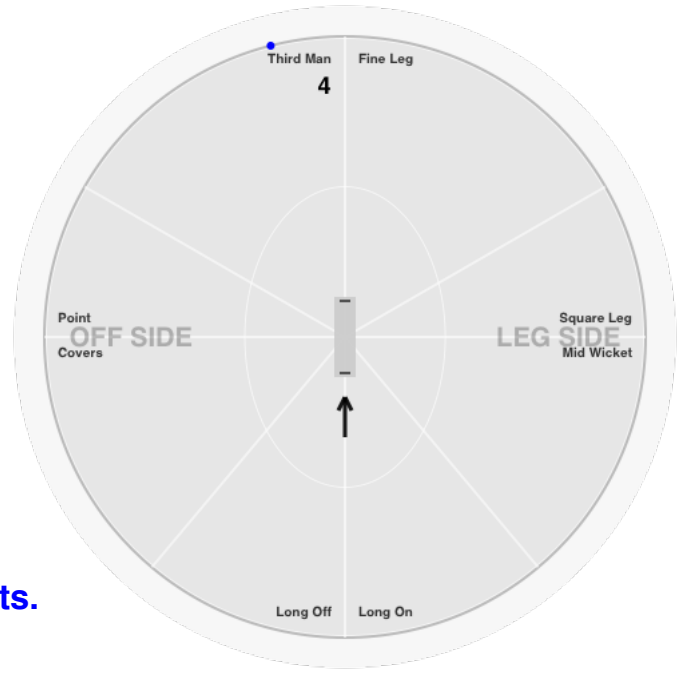 Third Man Fine Leg
4
Point Square Leg
OFF SIDE LEG SIDE
Covers Mid Wicket
ts.
Long Off Long On